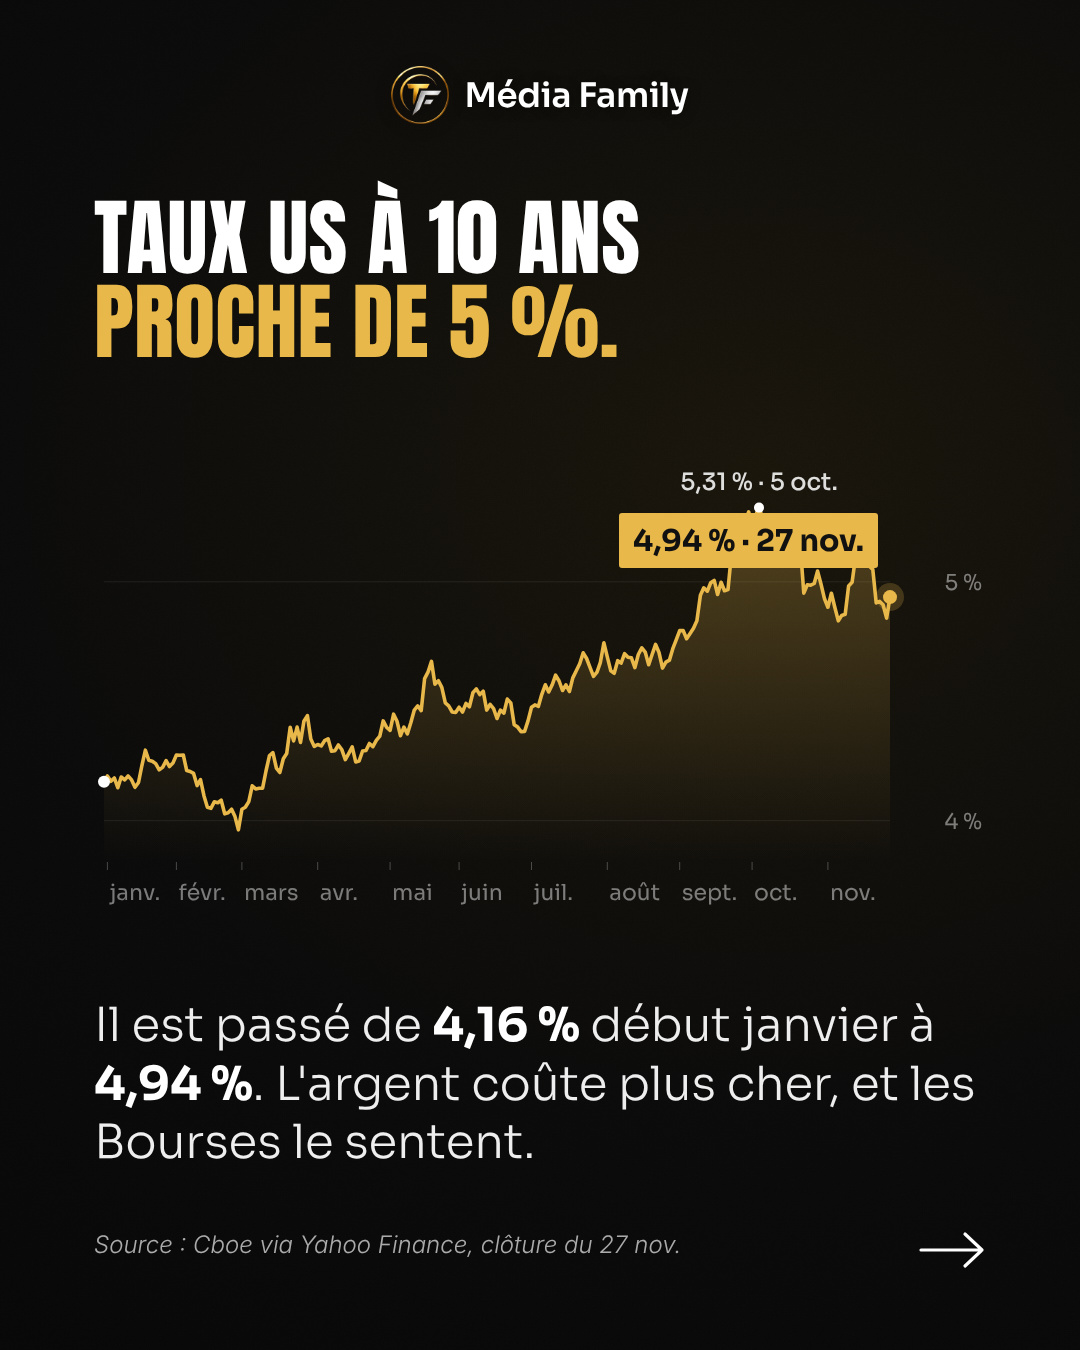 TF
Média Family
TAUX US À 10 ANS
PROCHE DE 5 %.
5,31 % · 5 oct.
4,94 % · 27 nov.
5 %
4 %
janv. févr. mars avr. mai juin juil. août sept. oct. nov.
Il est passé de 4,16 % début janvier à
4,94 %. L'argent coûte plus cher, et les
Bourses le sentent.
Source : Cboe via Yahoo Finance, clôture du 27 nov.